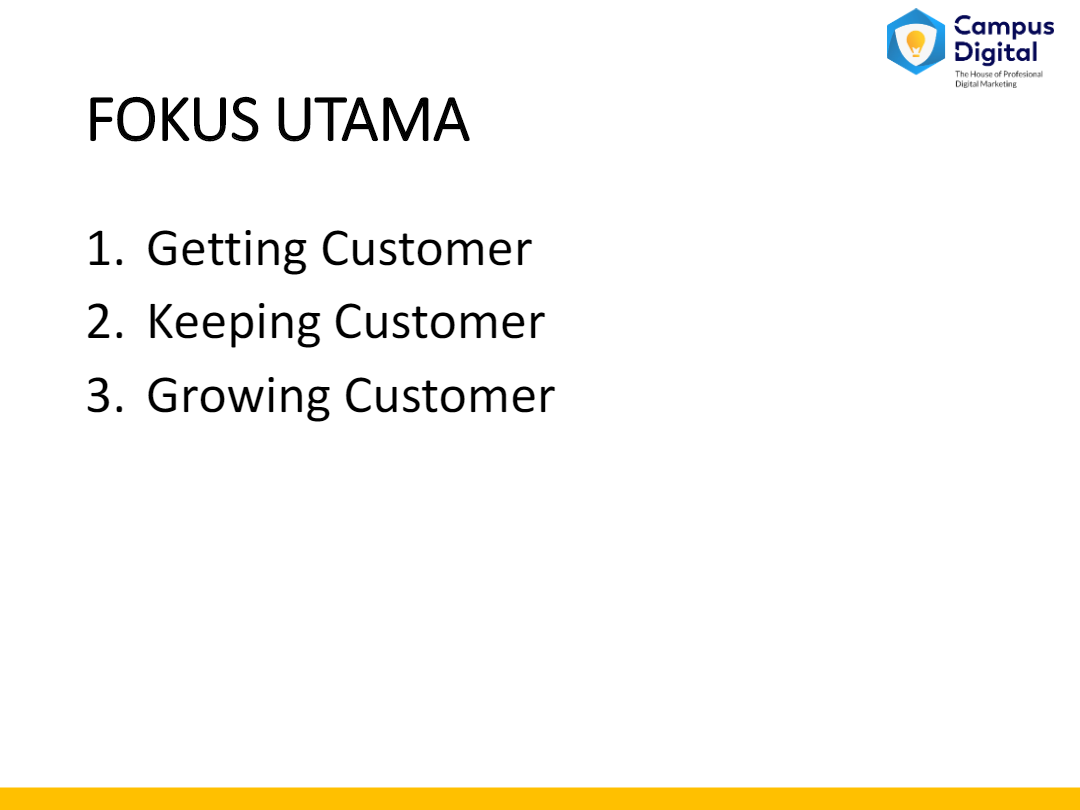 Campus
Digital
The House of Profesional
Digital Marketing
FOKUS UTAMA
1. Getting Customer
2. Keeping Customer
3. Growing Customer